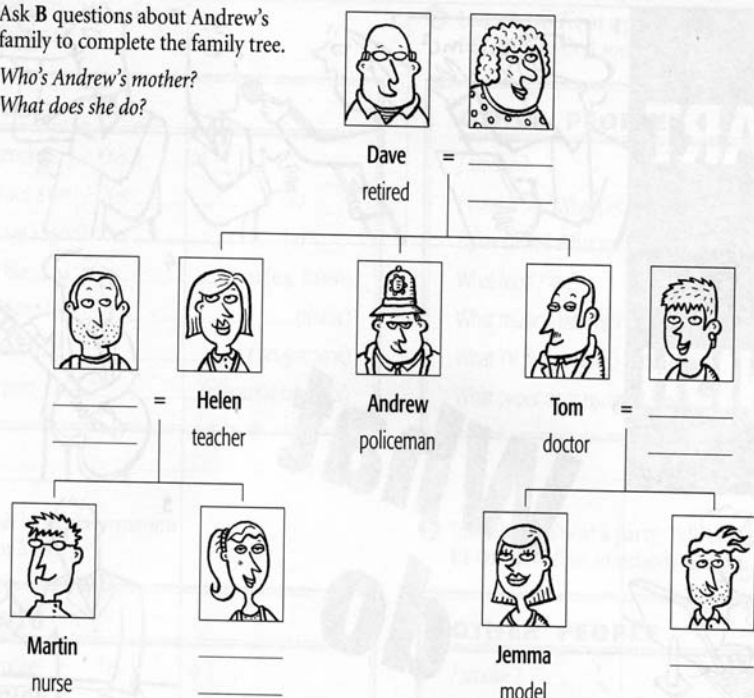 Ask B questions about Andrew's
family to complete the family tree.
Who's Andrew's mother?
What does she do?
Dave =
retired
= Helen
teacher
Andrew
policeman
Tom =
doctor
Martin
nurse
Jemma
model